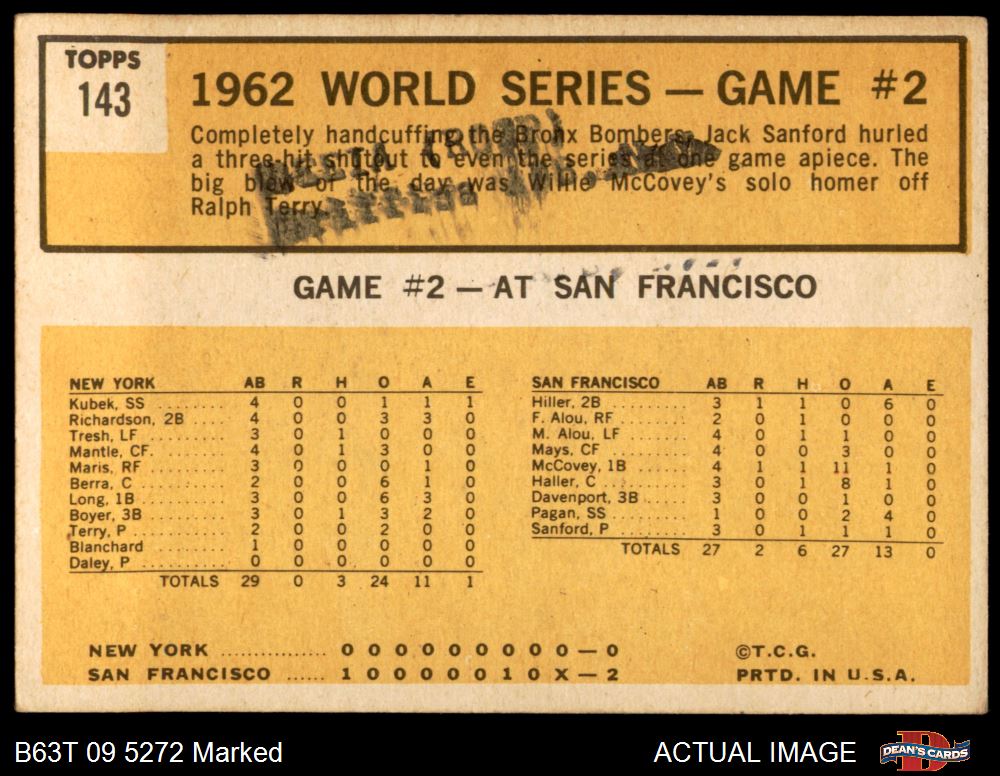 TOPPS
143
1962 WORLD SERIES — GAME #2
Completely handcuffing the Bronx Bombers, Jack Sanford hurled
a three-hit shutout to even the series at one game apiece. The
big blow of the day was Willie McCovey's solo homer off
Ralph Terry.
GAME #2 — AT SAN FRANCISCO
NEW YORK AB R H O A E
Kubek, SS ......... 4 0 0 1 1 1
Richardson, 2B .... 4 0 0 3 3 0
Tresh, LF ......... 3 0 1 0 0 0
Mantle, CF. ........ 4 0 1 3 0 0
Maris, RF ......... 3 0 0 0 1 0
Berra, C .......... 2 0 0 6 1 0
Long, 1B .......... 3 0 0 6 3 0
Boyer, 3B ......... 3 0 1 3 2 0
Terry, P .......... 2 0 0 2 0 0
Blanchard ......... 1 0 0 0 0 0
Daley, P .......... 0 0 0 0 0 0
TOTALS 29 0 3 24 11 1
SAN FRANCISCO AB R H O A E
Hiller, 2B ......... 3 1 1 0 6 0
F. Alou, RF ........ 2 0 1 0 0 0
M. Alou, LF ........ 4 0 1 1 0 0
Mays, CF .......... 4 0 0 3 0 0
McCovey, 1B ....... 4 1 1 11 1 0
Haller, C .......... 3 0 1 8 1 0
Davenport, 3B ...... 3 0 0 1 0 0
Pagan, SS .......... 1 0 0 2 4 0
Sanford, P ......... 3 0 1 1 1 0
TOTALS 27 2 6 27 13 0
NEW YORK ................ 0 0 0 0 0 0 0 0 0 — 0
SAN FRANCISCO ...... 1 0 0 0 0 0 1 0 X — 2
©T.C.G.
PRTD. IN U.S.A.
B63T 09 5272 Marked
ACTUAL IMAGE
DEAN'S CARDS